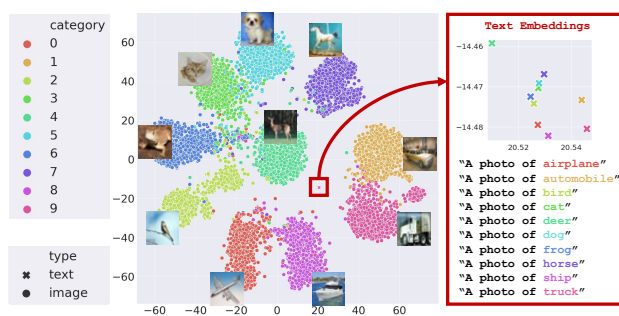 category
0
1
2
3
4
5
6
7
8
9
type
text
image
75
60
40
20
0
−20
−40
−60
−60
−40
−20
0
20
40
60
Text Embeddings
−14.46
−14.47
−14.48
20.52
20.54
"A photo of airplane"
"A photo of automobile"
"A photo of bird"
"A photo of cat"
"A photo of deer"
"A photo of dog"
"A photo of frog"
"A photo of horse"
"A photo of ship"
"A photo of truck"